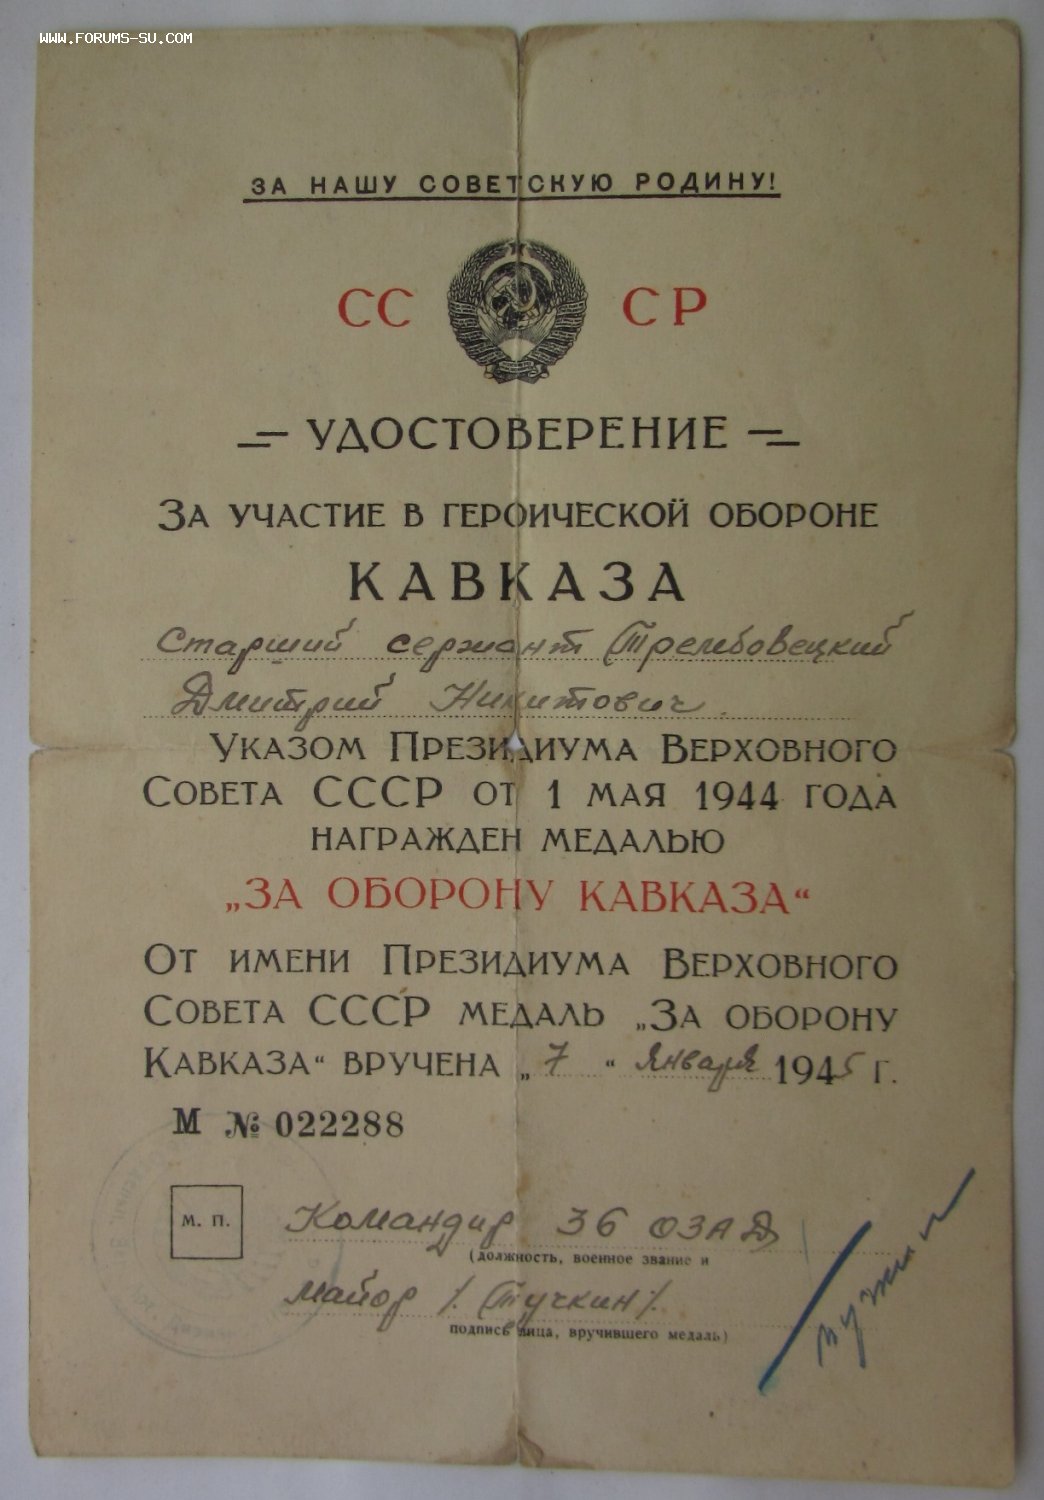 WWW.FORUMS-SU.COM
ЗА НАШУ СОВЕТСКУЮ РОДИНУ!
СС СР
УДОСТОВЕРЕНИЕ
ЗА УЧАСТИЕ В ГЕРОИЧЕСКОЙ ОБОРОНЕ
КАВКАЗА
Старший сержант Трембовецкий
Дмитрий Никитович
УКАЗОМ ПРЕЗИДИУМА ВЕРХОВНОГО
СОВЕТА СССР ОТ 1 МАЯ 1944 ГОДА
НАГРАЖДЕН МЕДАЛЬЮ
„ЗА ОБОРОНУ КАВКАЗА“
ОТ ИМЕНИ ПРЕЗИДИУМА ВЕРХОВНОГО
СОВЕТА СССР МЕДАЛЬ „ЗА ОБОРОНУ
КАВКАЗА“ ВРУЧЕНА „7“ Января 1945 г.
М № 022288
М. П.
Командир 36 ОЗАД
(должность, военное звание и
майор /Тучкин/.
подпись лица, вручившего медаль)